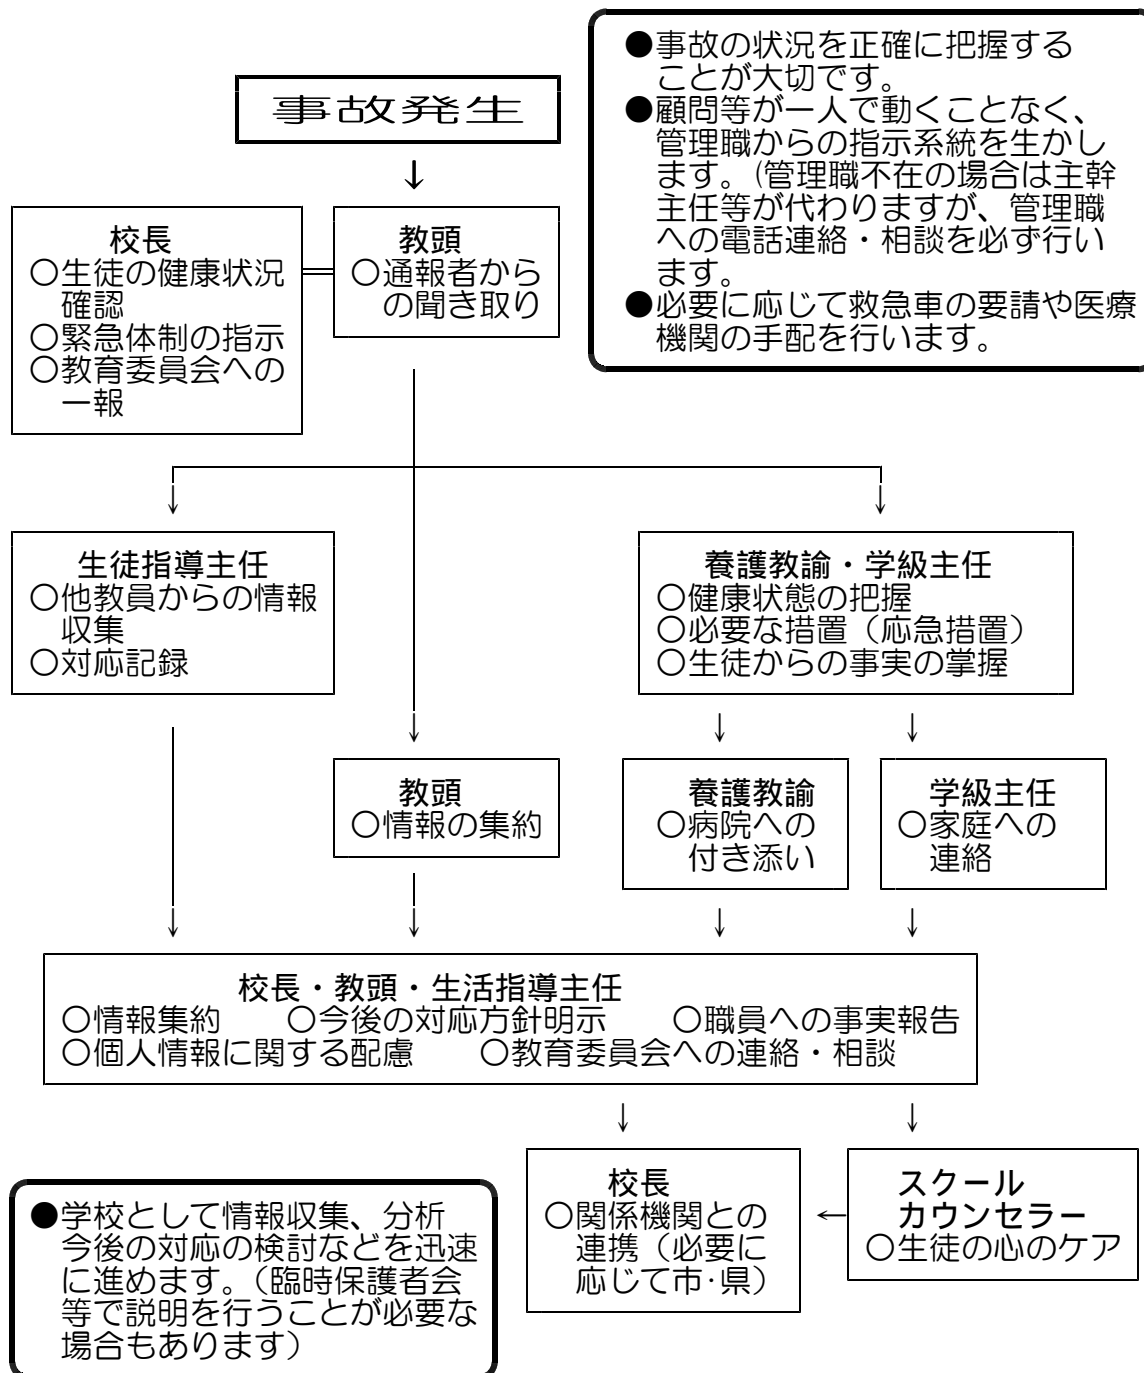 ●事故の状況を正確に把握する
ことが大切です。
●顧問等が一人で動くことなく、
管理職からの指示系統を生かし
ます。(管理職不在の場合は主幹
主任等が代わりますが、管理職
への電話連絡・相談を必ず行い
ます。
●必要に応じて救急車の要請や医療
機関の手配を行います。
事故発生
↓
校長
○生徒の健康状況
確認
○緊急体制の指示
○教育委員会への
一報
教頭
○通報者から
の聞き取り
↓
↓
生徒指導主任
○他教員からの情報
収集
○対応記録
養護教諭・学級主任
○健康状態の把握
○必要な措置（応急措置）
○生徒からの事実の掌握
↓
↓
↓
教頭
○情報の集約
養護教諭
○病院への
付き添い
学級主任
○家庭への
連絡
↓
↓
↓
↓
校長・教頭・生活指導主任
○情報集約　○今後の対応方針明示　○職員への事実報告
○個人情報に関する配慮　○教育委員会への連絡・相談
↓
↓
校長
○関係機関との
連携（必要に
応じて市・県）
←
スクール
カウンセラー
○生徒の心のケア
●学校として情報収集、分析
今後の対応の検討などを迅速
に進めます。（臨時保護者会
等で説明を行うことが必要な
場合もあります）